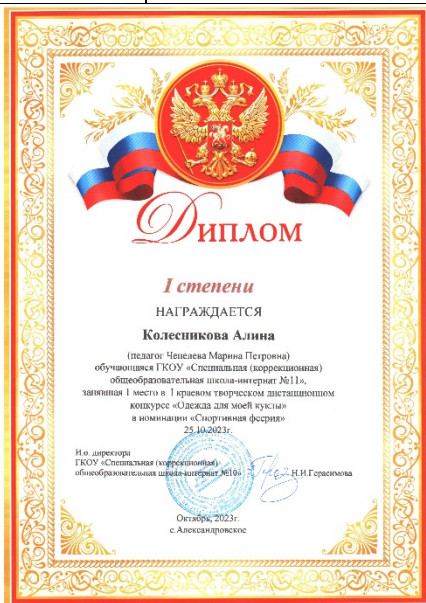 Диплом
I степени
НАГРАЖДАЕТСЯ
Колесникова Алина
(педагог Чепелева Марина Петровна)
обучающаяся ГКОУ «Специальная (коррекционная)
общеобразовательная школа-интернат №11»,
занявшая 1 место в I краевом творческом дистанционном
конкурсе «Одежда для моей куклы»
в номинации «Спортивная феерия»
25.10.2023г.
И.о. директора
ГКОУ «Специальная (коррекционная)
общеобразовательная школа-интернат №10» Н.И.Герасимова
Октябрь, 2023г.
с.Александровское